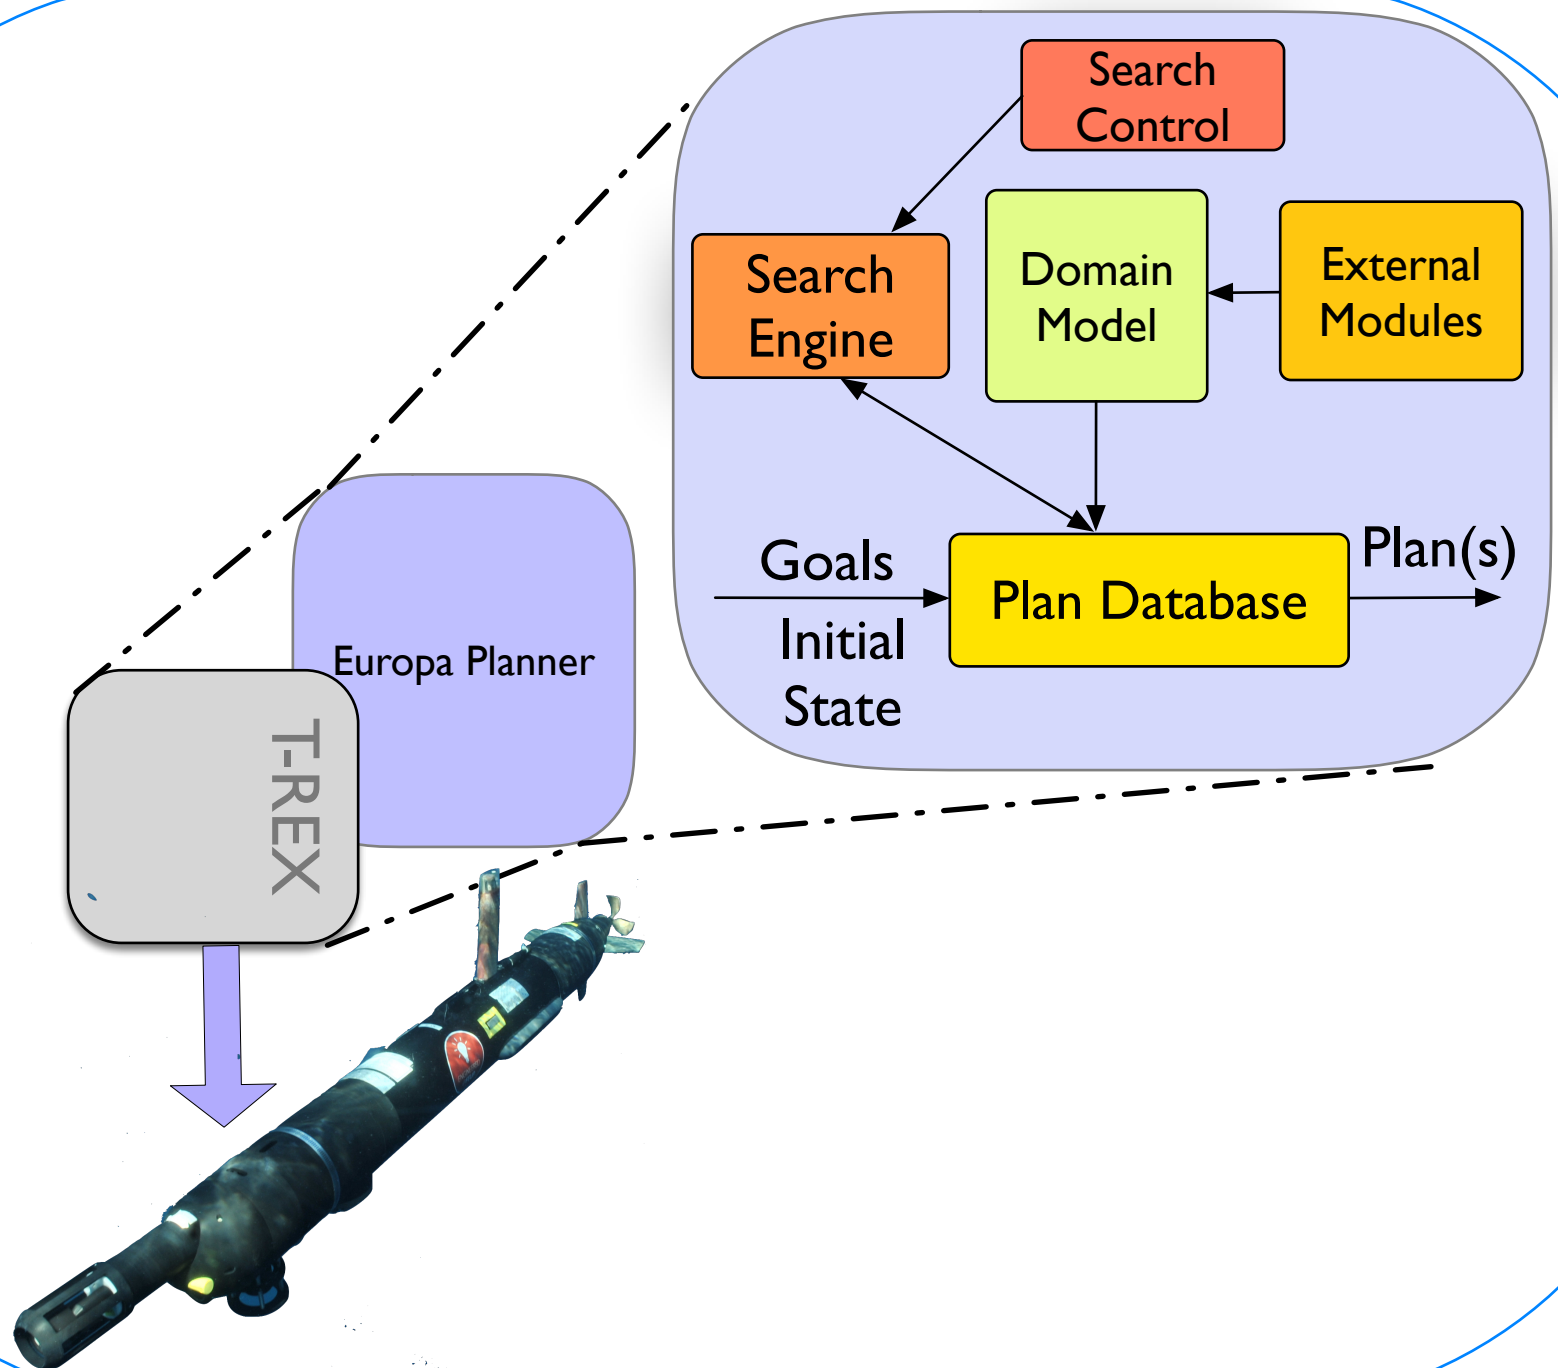 Search
Control
Search
Engine
Domain
Model
External
Modules
Goals
Initial
State
Plan Database
Plan(s)
Europa Planner
T-REX